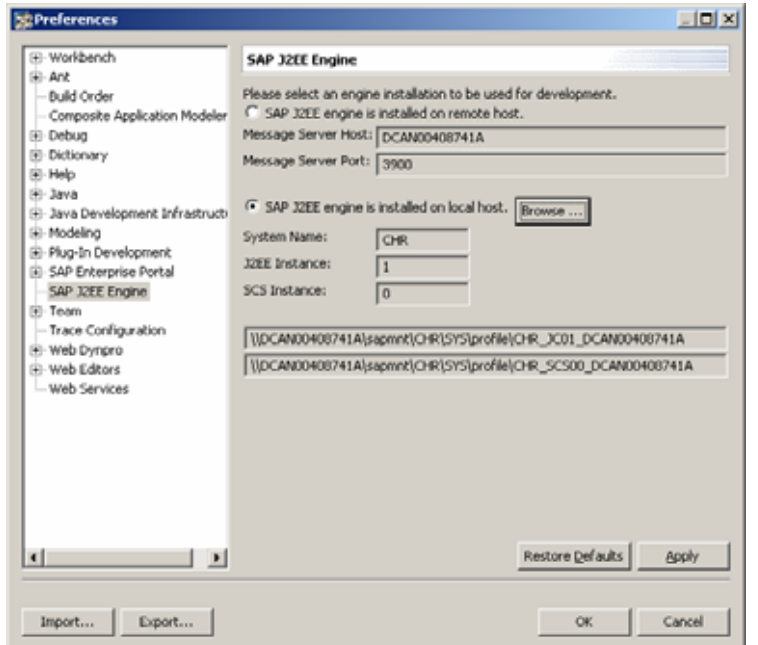 Preferences
Workbench
Ant
Build Order
Composite Application Modeler
Debug
Dictionary
Help
Java
Java Development Infrastructu
Modeling
Plug-In Development
SAP Enterprise Portal
SAP J2EE Engine
Team
Trace Configuration
Web Dynpro
Web Editors
Web Services
SAP J2EE Engine
Please select an engine installation to be used for development.
SAP J2EE engine is installed on remote host.
Message Server Host: DCAN00408741A
Message Server Port: 3900
SAP J2EE engine is installed on local host. Browse ...
System Name: CHR
J2EE Instance: 1
SCS Instance: 0
\\DCAN00408741A\sapmnt\CHR\SYS\profile\CHR_JC01_DCAN00408741A
\\DCAN00408741A\sapmnt\CHR\SYS\profile\CHR_SCS00_DCAN00408741A
Restore Defaults Apply
Import... Export... OK Cancel